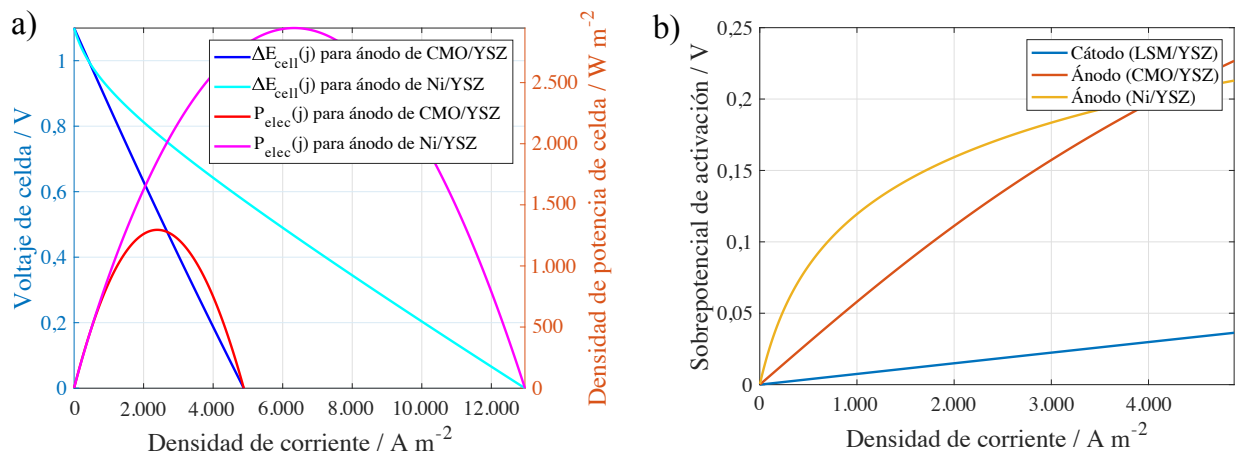 a)
ΔE_cell(j) para ánodo de CMO/YSZ
ΔE_cell(j) para ánodo de Ni/YSZ
P_elec(j) para ánodo de CMO/YSZ
P_elec(j) para ánodo de Ni/YSZ
Voltaje de celda / V
1
0,8
0,6
0,4
0,2
0
Densidad de potencia de celda / W m⁻²
2.500
2.000
1.500
1.000
500
0
0
2.000
4.000
6.000
8.000
10.000
12.000
Densidad de corriente / A m⁻²
b)
Cátodo (LSM/YSZ)
Ánodo (CMO/YSZ)
Ánodo (Ni/YSZ)
Sobrepotencial de activación / V
0,25
0,2
0,15
0,1
0,05
0
0
1.000
2.000
3.000
4.000
Densidad de corriente / A m⁻²